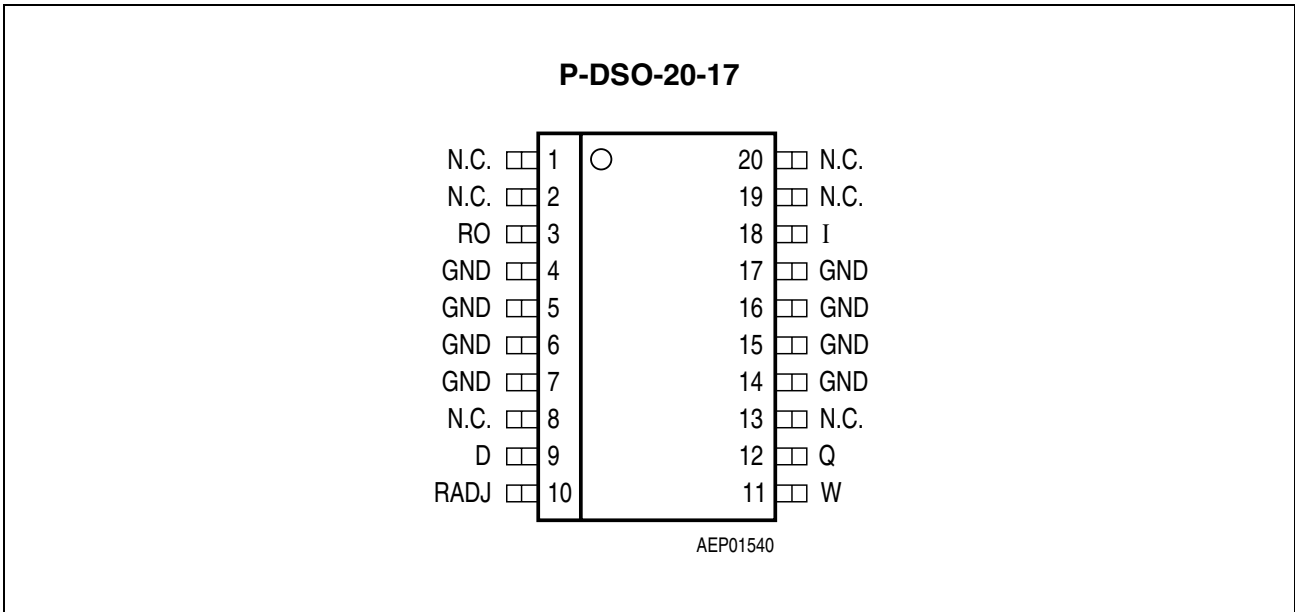 P-DSO-20-17
N.C. 1 20 N.C.
N.C. 2 19 N.C.
RO 3 18 I
GND 4 17 GND
GND 5 16 GND
GND 6 15 GND
GND 7 14 GND
N.C. 8 13 N.C.
D 9 12 Q
RADJ 10 11 W
AEP01540